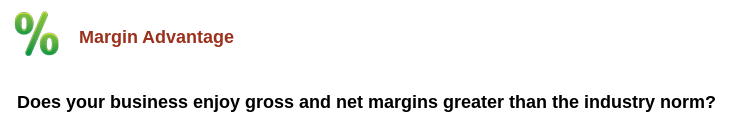 %
Margin Advantage
Does your business enjoy gross and net margins greater than the industry norm?